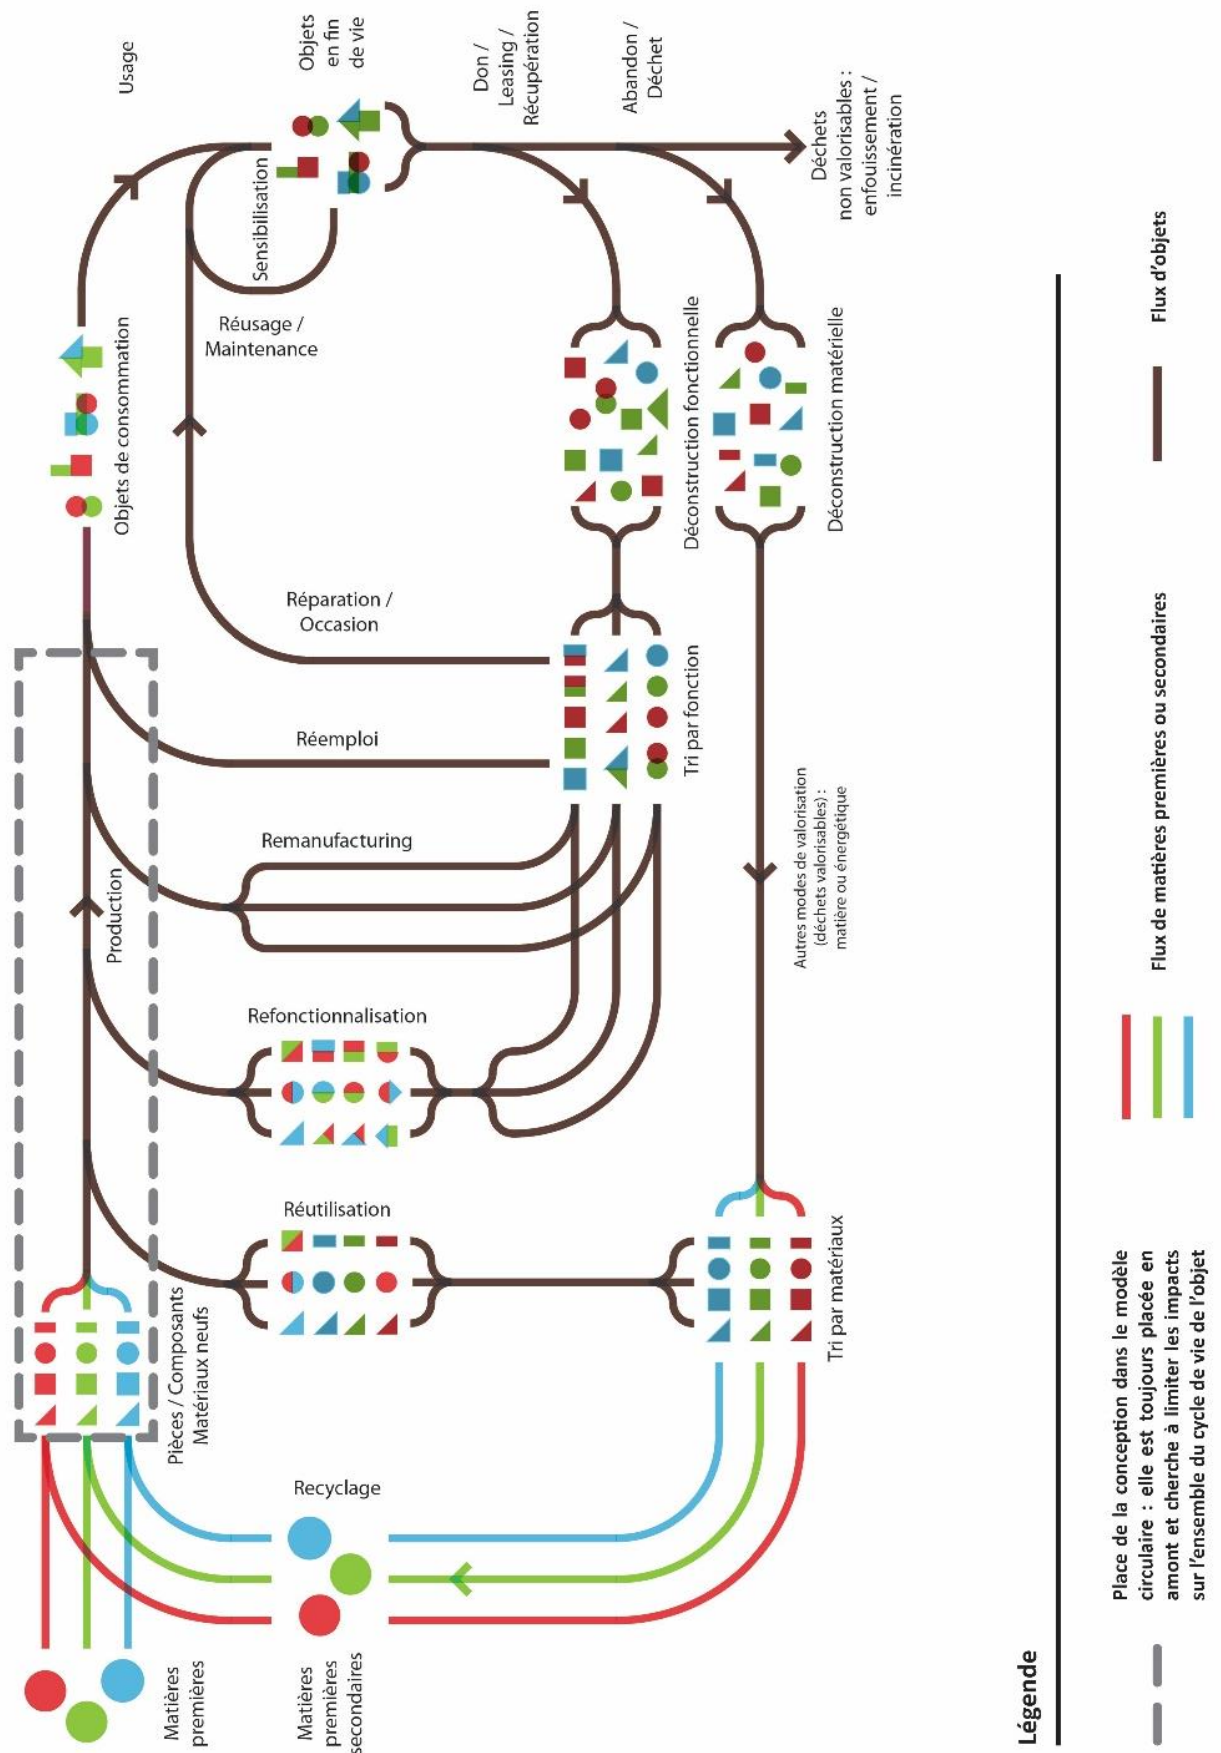 Matières
premières
Pièces / Composants
Matériaux neufs
Production
Objets de consommation
Usage
Matières
premières
secondaires
Recyclage
Réutilisation
Refonctionnalisation
Remanufacturing
Réemploi
Réparation /
Occasion
Réusage /
Maintenance
Sensibilisation
Objets
en fin
de vie
Don /
Leasing /
Récupération
Abandon /
Déchet
Tri par fonction
Déconstruction fonctionnelle
Tri par matériaux
Autres modes de valorisation
(déchets valorisables) :
matière ou énergétique
Déconstruction matérielle
Déchets
non valorisables :
enfouissement /
incinération
Légende
Place de la conception dans le modèle
circulaire : elle est toujours placée en
amont et cherche à limiter les impacts
sur l'ensemble du cycle de vie de l'objet
Flux de matières premières ou secondaires
Flux d'objets